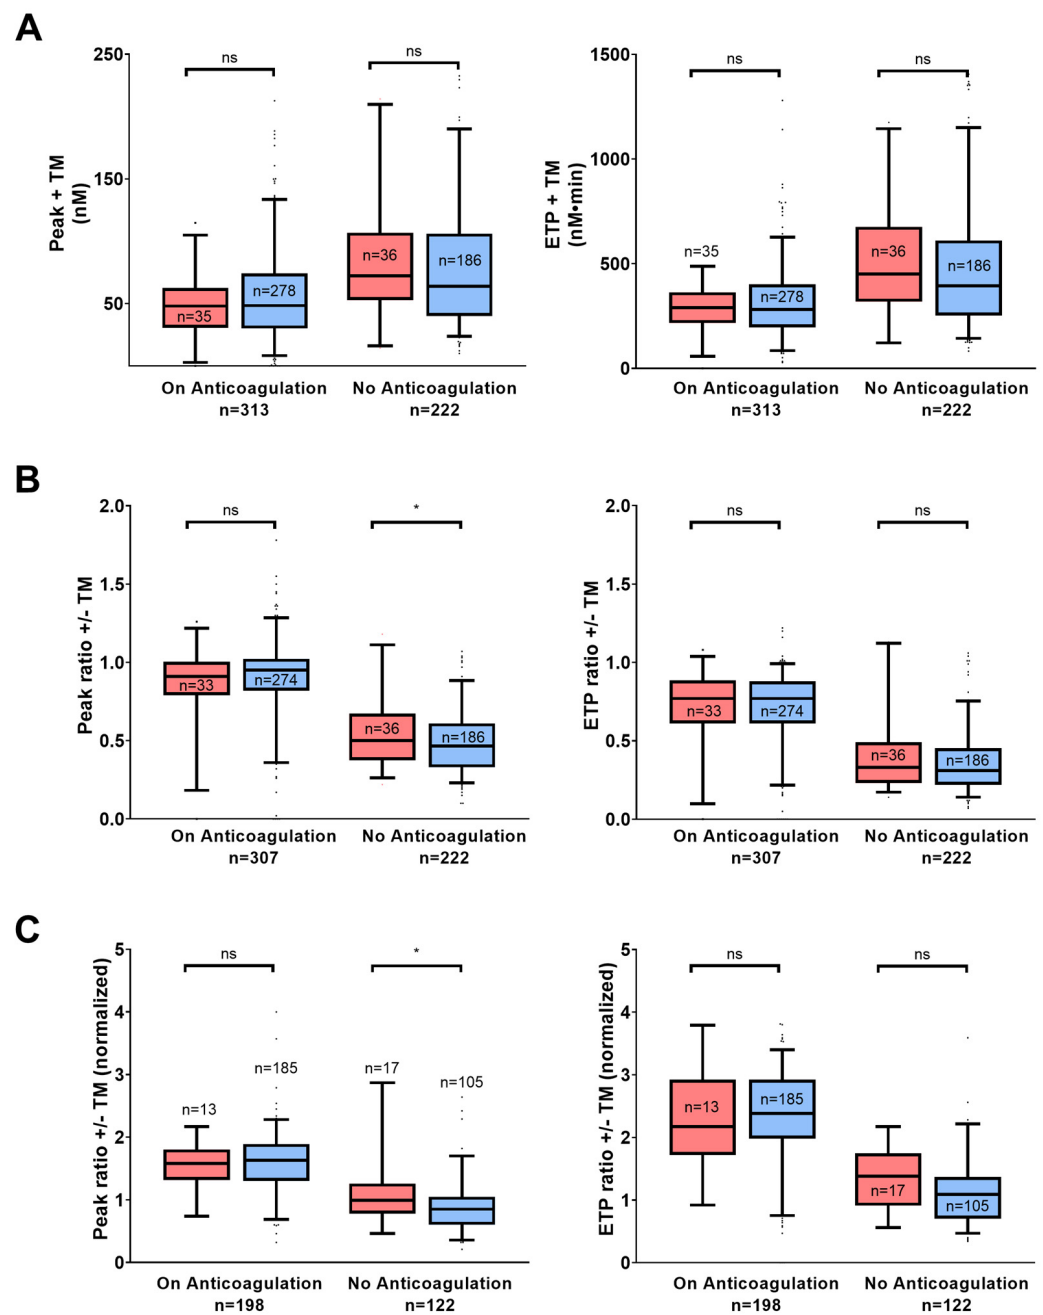 A
Peak + TM
(nM)
250
150
50
ns
ns
n=35
n=278
n=36
n=186
On Anticoagulation
n=313
No Anticoagulation
n=222
ETP + TM
(nM•min)
1500
1000
500
0
ns
ns
n=35
n=278
n=36
n=186
On Anticoagulation
n=313
No Anticoagulation
n=222
B
Peak ratio +/- TM
2.0
1.5
1.0
0.5
0.0
ns
*
n=33
n=274
n=36
n=186
On Anticoagulation
n=307
No Anticoagulation
n=222
ETP ratio +/- TM
2.0
1.5
1.0
0.5
0.0
ns
ns
n=33
n=274
n=36
n=186
On Anticoagulation
n=307
No Anticoagulation
n=222
C
Peak ratio +/- TM (normalized)
5
4
3
2
1
0
ns
*
n=13
n=185
n=17
n=105
On Anticoagulation
n=198
No Anticoagulation
n=122
ETP ratio +/- TM (normalized)
5
4
3
2
1
0
ns
ns
n=13
n=185
n=17
n=105
On Anticoagulation
n=198
No Anticoagulation
n=122